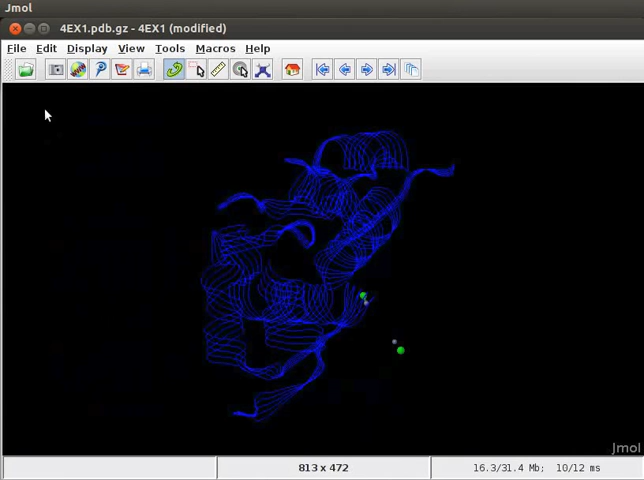 Jmol
4EX1.pdb.gz - 4EX1 (modified)
File Edit Display View Tools Macros Help
Jmol
813 x 472 16.3/31.4 Mb; 10/12 ms